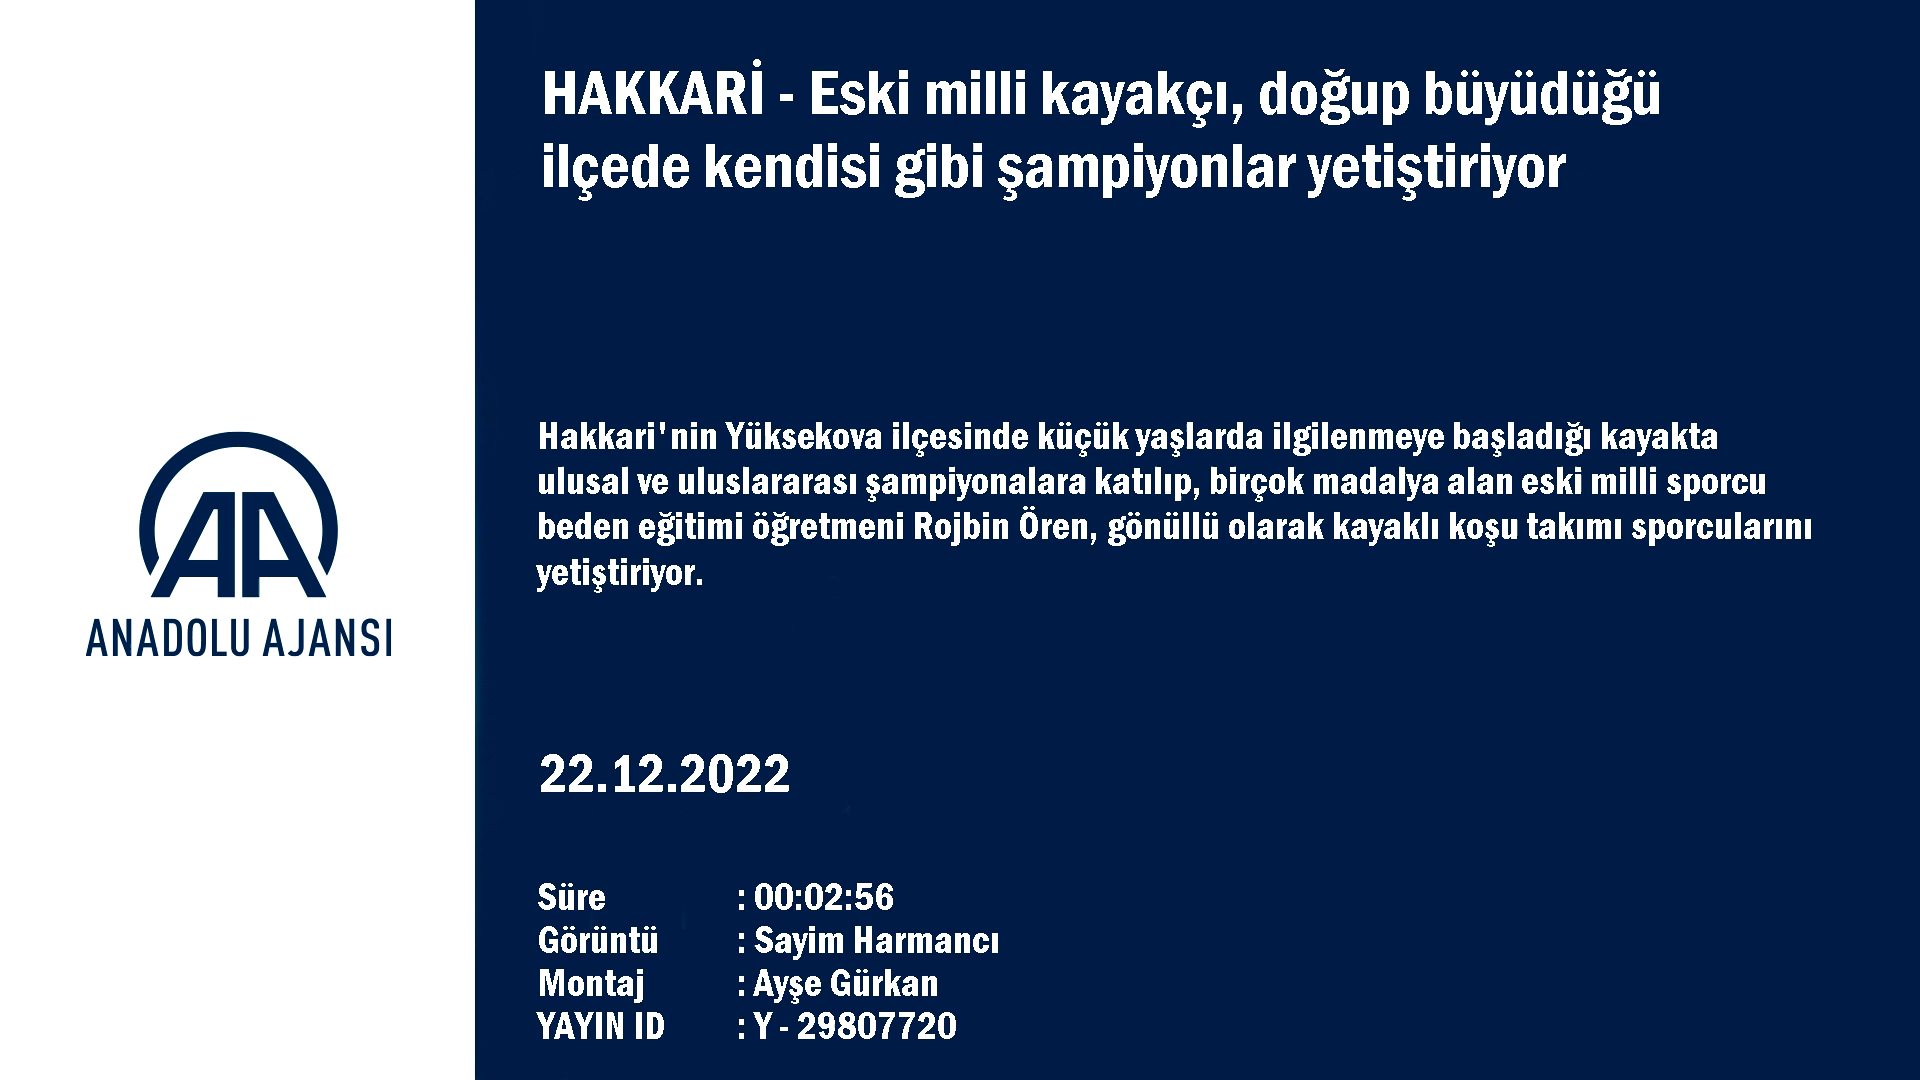 HAKKARİ - Eski milli kayakçı, doğup büyüdüğü
ilçede kendisi gibi şampiyonlar yetiştiriyor
Hakkari'nin Yüksekova ilçesinde küçük yaşlarda ilgilenmeye başladığı kayakta
ulusal ve uluslararası şampiyonalara katılıp, birçok madalya alan eski milli sporcu
beden eğitimi öğretmeni Rojbin Ören, gönüllü olarak kayaklı koşu takımı sporcularını
yetiştiriyor.
AA
ANADOLU AJANSI
22.12.2022
Süre : 00:02:56
Görüntü : Sayim Harmancı
Montaj : Ayşe Gürkan
YAYIN ID : Y - 29807720